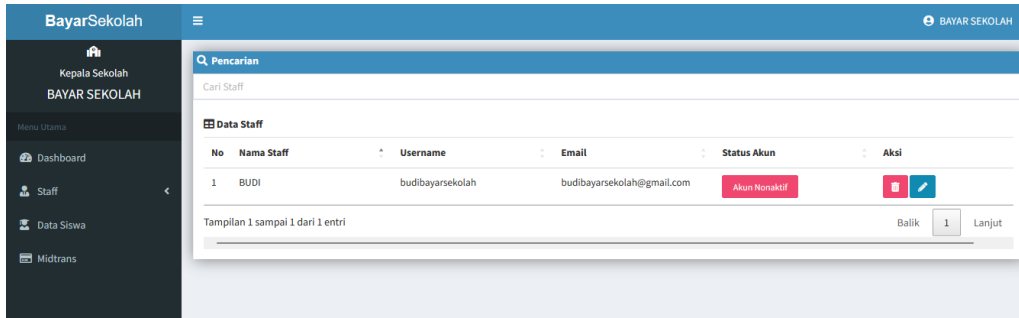 BayarSekolah
BAYAR SEKOLAH
Kepala Sekolah
BAYAR SEKOLAH
Menu Utama
Dashboard
Staff
Data Siswa
Midtrans
Pencarian
Cari Staff
Data Staff
No Nama Staff Username Email Status Akun Aksi
1 BUDI budibayarsekolah budibayarsekolah@gmail.com Akun Nonaktif
Tampilan 1 sampai 1 dari 1 entri
Balik 1 Lanjut